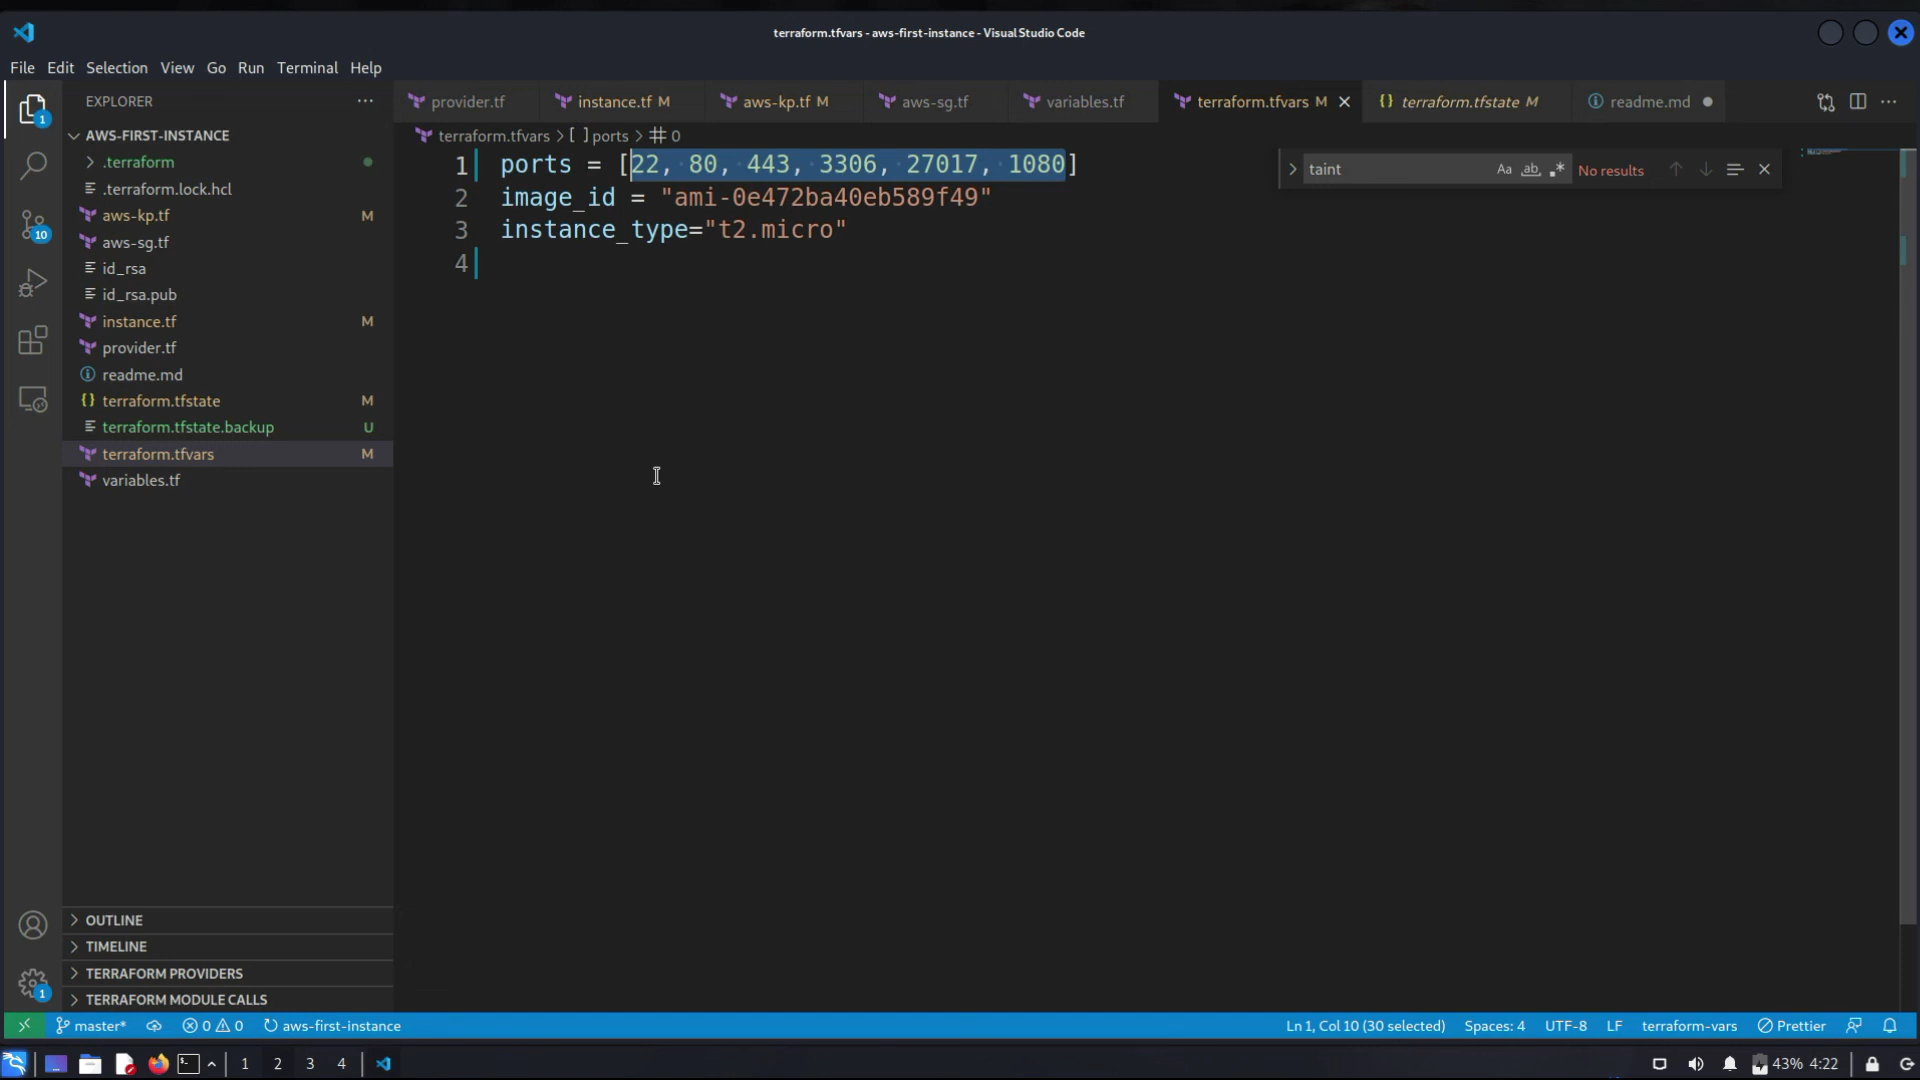 terraform.tfvars - aws-first-instance - Visual Studio Code
File Edit Selection View Go Run Terminal Help
EXPLORER
provider.tf
instance.tf M
aws-kp.tf M
aws-sg.tf
variables.tf
terraform.tfvars M
terraform.tfstate M
readme.md
terraform.tfvars > [ ] ports > # 0
AWS-FIRST-INSTANCE
.terraform
.terraform.lock.hcl
aws-kp.tf M
aws-sg.tf
id_rsa
id_rsa.pub
instance.tf M
provider.tf
readme.md
terraform.tfstate M
terraform.tfstate.backup U
terraform.tfvars M
variables.tf
1
10
1 ports = [22, 80, 443, 3306, 27017, 1080]
2 image_id = "ami-0e472ba40eb589f49"
3 instance_type="t2.micro"
4
taint Aa ab .* No results
OUTLINE
TIMELINE
TERRAFORM PROVIDERS
TERRAFORM MODULE CALLS
1
master* 0 0 aws-first-instance
Ln 1, Col 10 (30 selected) Spaces: 4 UTF-8 LF terraform-vars Prettier
1 2 3 4
43% 4:22